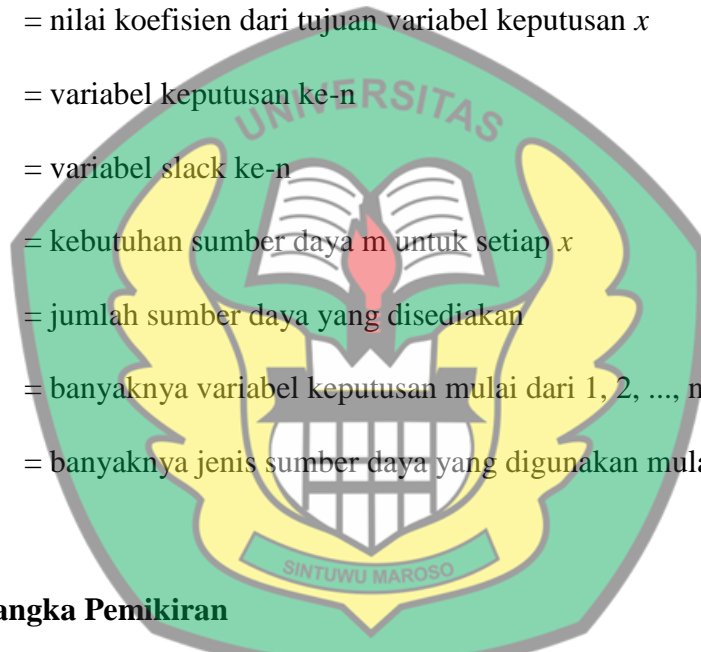 = nilai koefisien dari tujuan variabel keputusan x
= variabel keputusan ke-n
UNIVERSITAS
= variabel slack ke-n
= kebutuhan sumber daya m untuk setiap x
= jumlah sumber daya yang disediakan
= banyaknya variabel keputusan mulai dari 1, 2, ..., n
= banyaknya jenis sumber daya yang digunakan mula
SINTUWU MAROSO
angka Pemikiran